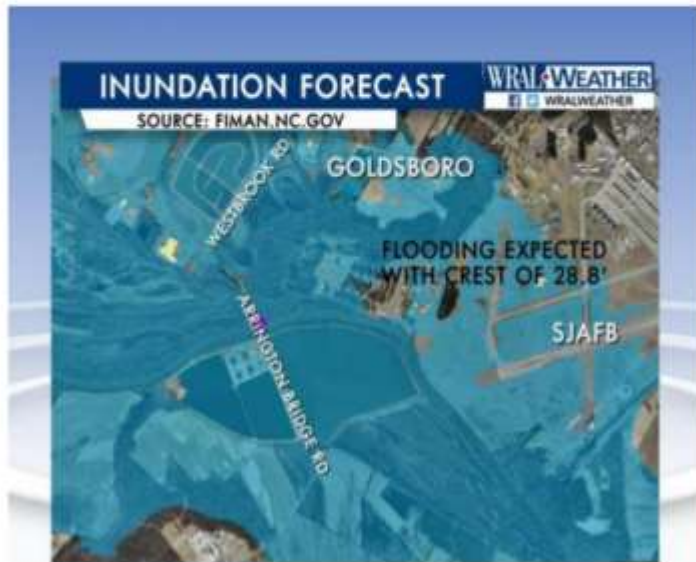 INUNDATION FORECAST
WRAL WEATHER
WRALWEATHER
SOURCE: FIMAN.NC.GOV
WESTBROOK RD
GOLDSBORO
FLOODING EXPECTED
WITH CREST OF 28.8'
SJAFB
ARRINGTON BRIDGE RD